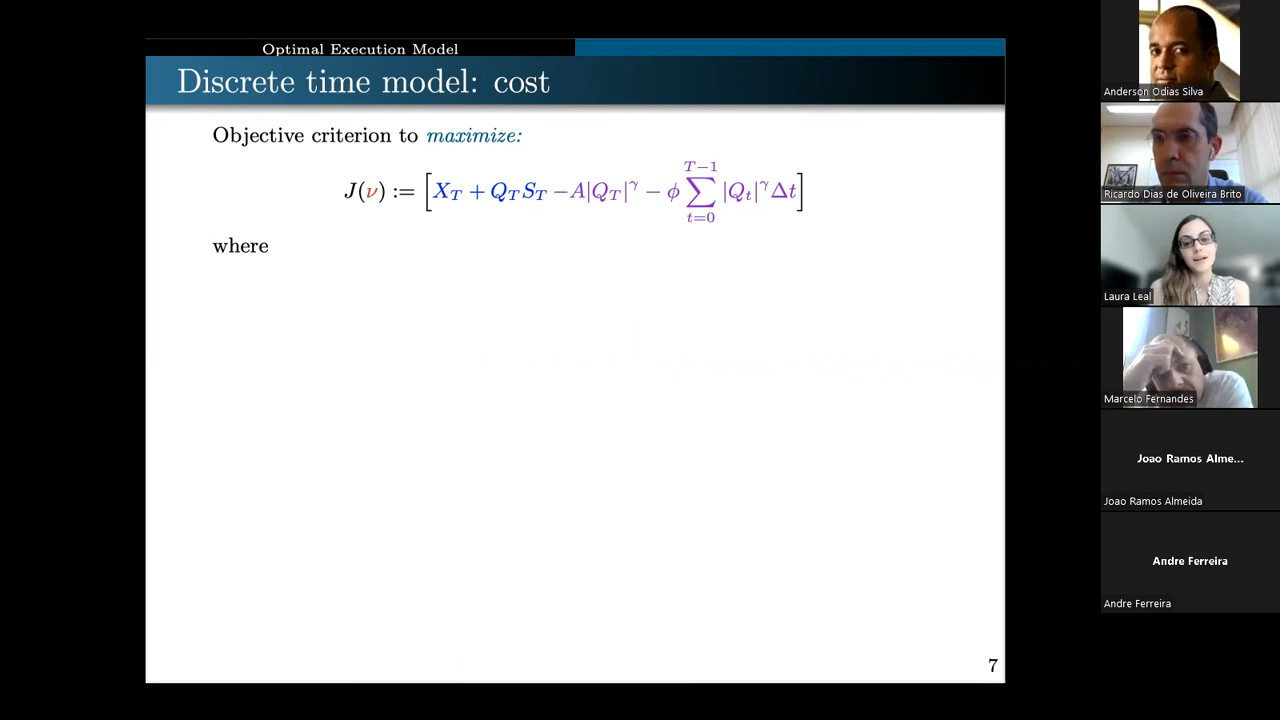 Optimal Execution Model
Discrete time model: cost
Objective criterion to maximize:
J(ν) := [X_T + Q_T S_T − A|Q_T|^γ − ϕ ∑_{t=0}^{T−1} |Q_t|^γ Δt]
where
7
Anderson Odias Silva
Ricardo Dias de Oliveira Brito
Laura Leal
Marcelo Fernandes
Joao Ramos Alme...
Joao Ramos Almeida
Andre Ferreira
Andre Ferreira